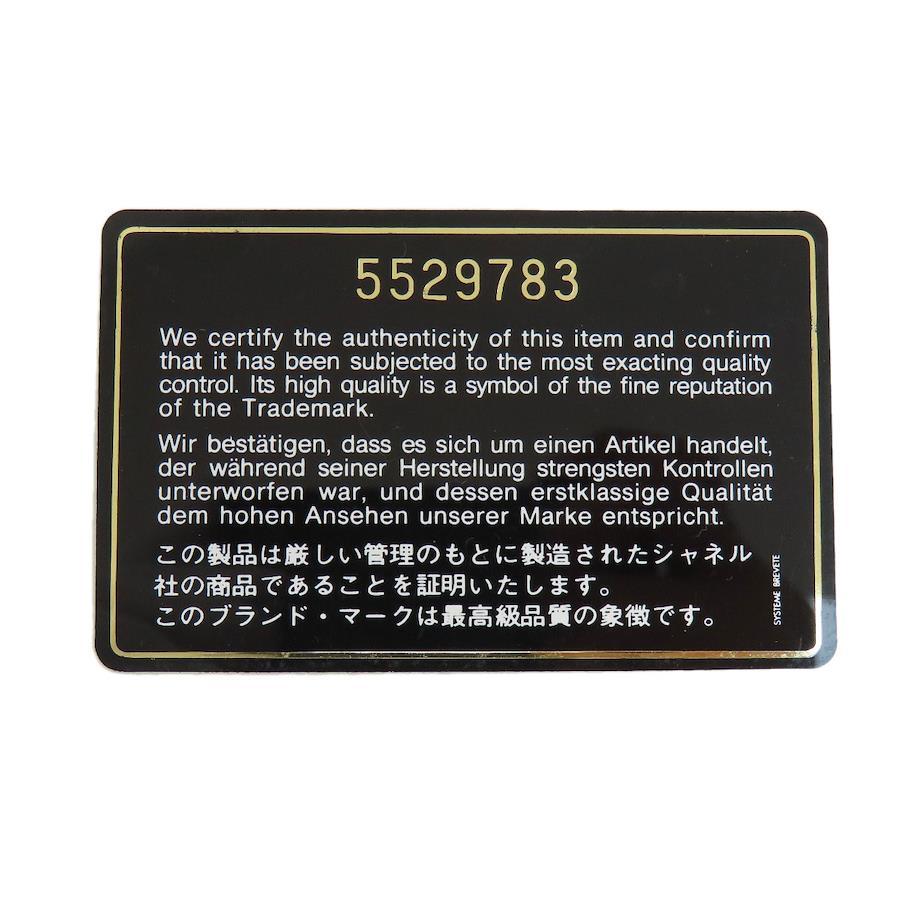 5529783
We certify the authenticity of this item and confirm
that it has been subjected to the most exacting quality
control. Its high quality is a symbol of the fine reputation
of the Trademark.
Wir bestätigen, dass es sich um einen Artikel handelt,
der während seiner Herstellung strengsten Kontrollen
unterworfen war, und dessen erstklassige Qualität
dem hohen Ansehen unserer Marke entspricht.
この製品は厳しい管理のもとに製造されたシャネル
社の商品であることを証明いたします。
このブランド・マークは最高級品質の象徴です。
SYSTEME BREVETE